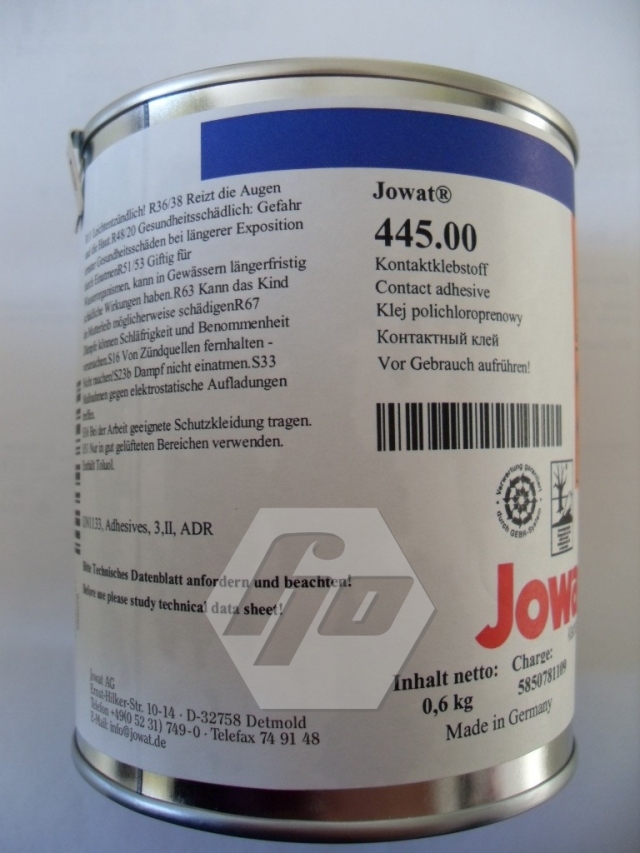 Leichtentzündlich! R36/38 Reizt die Augen
und die Haut.R48/20 Gesundheitsschädlich: Gefahr
ernster Gesundheitsschäden bei längerer Exposition
durch EinatmenR51/53 Giftig für
Wasserorganismen, kann in Gewässern längerfristig
schädliche Wirkungen haben.R63 Kann das Kind
im Mutterleib möglicherweise schädigenR67
Dämpfe können Schläfrigkeit und Benommenheit
verursachen.S16 Von Zündquellen fernhalten -
Nicht rauchen!S23b Dampf nicht einatmen.S33
Maßnahmen gegen elektrostatische Aufladungen
treffen.
Bei der Arbeit geeignete Schutzkleidung tragen.
Nur in gut gelüfteten Bereichen verwenden.
Enthält Toluol.
UN1133, Adhesives, 3,II, ADR
Bitte Technisches Datenblatt anfordern und beachten!
Before use please study technical data sheet!
Jowat AG
Ernst-Hilker-Str. 10-14 · D-32758 Detmold
Telefon +49(0 52 31) 749-0 · Telefax 74 91 48
E-Mail: info@jowat.de
Jowat®
445.00
Kontaktklebstoff
Contact adhesive
Klej polichloroprenowy
Контактный клей
Vor Gebrauch aufrühren!
Verwertung garantiert
durch GEBR-System
Jowa
Inhalt netto:
0,6 kg
Charge:
5850781109
Made in Germany
fjo